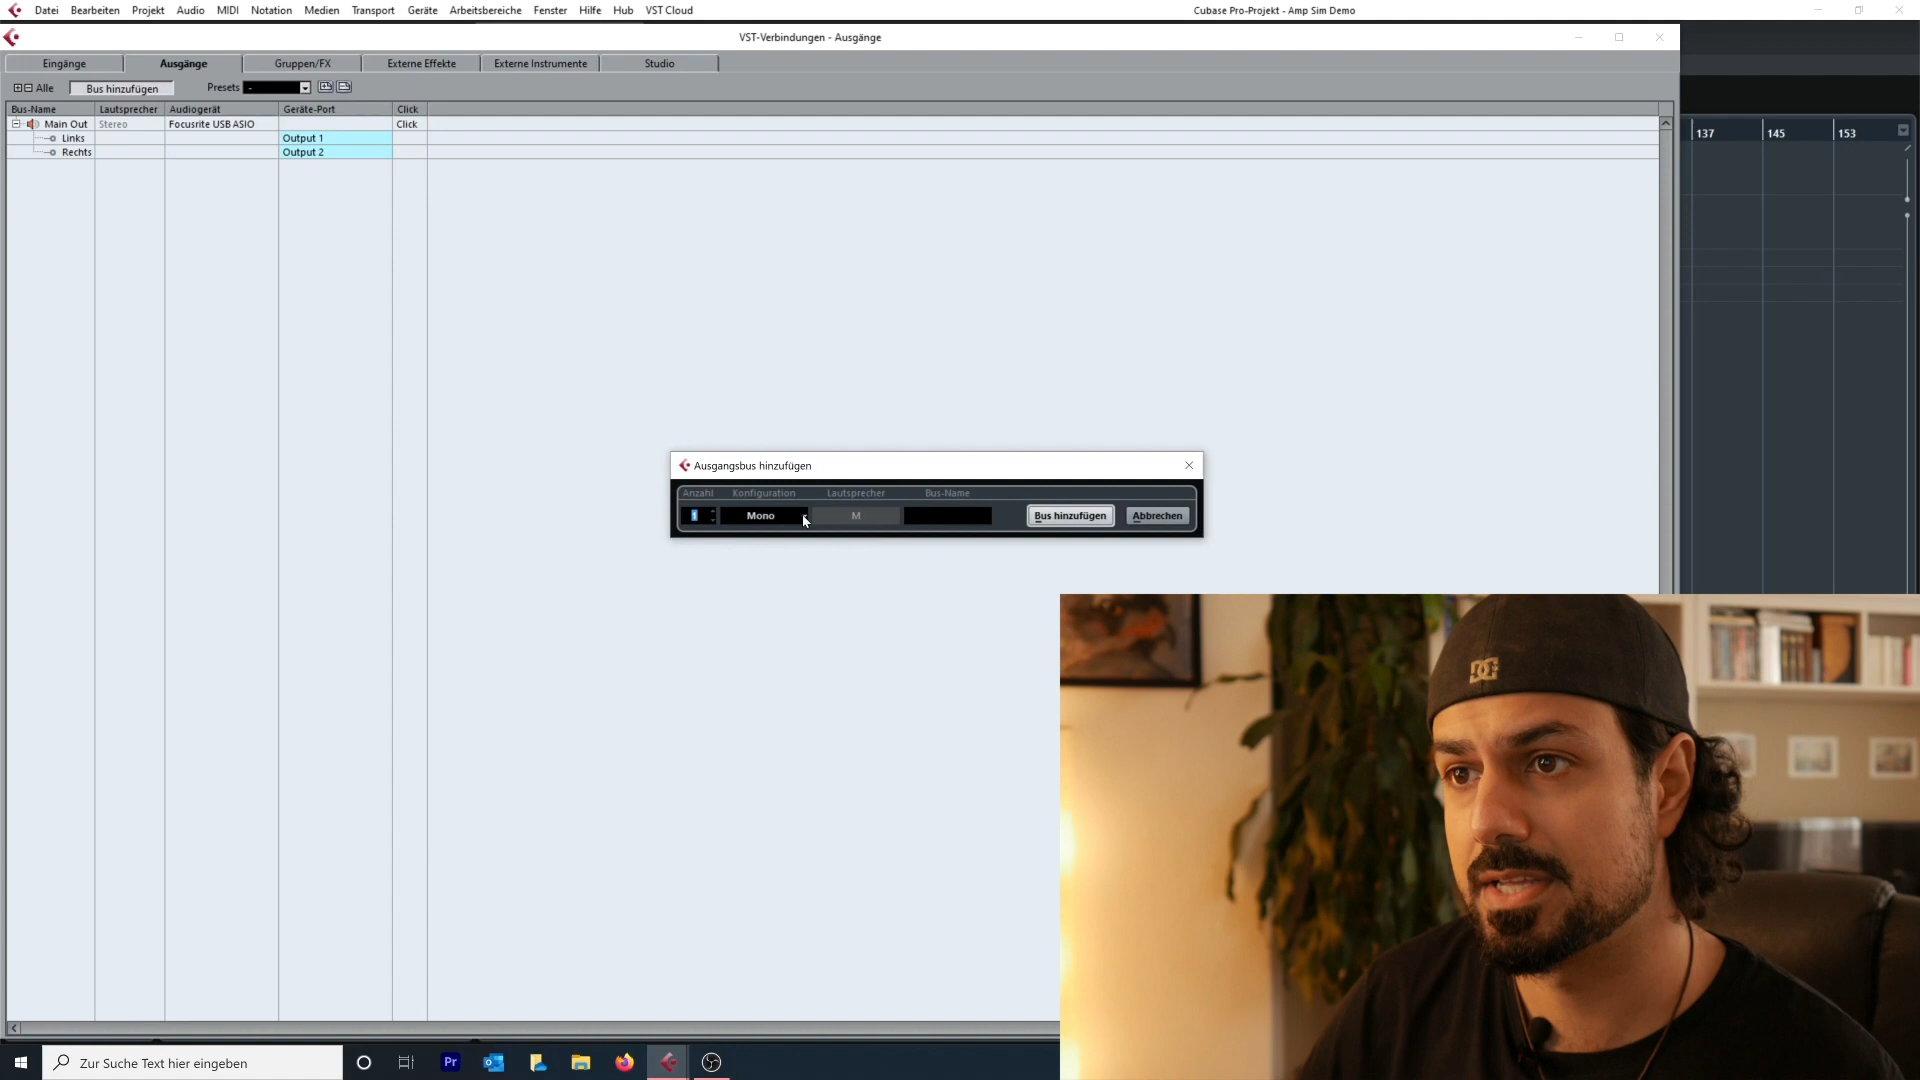 Datei Bearbeiten Projekt Audio MIDI Notation Medien Transport Geräte Arbeitsbereiche Fenster Hilfe Hub VST Cloud
Cubase Pro-Projekt - Amp Sim Demo
VST-Verbindungen - Ausgänge
Eingänge Ausgänge Gruppen/FX Externe Effekte Externe Instrumente Studio
Alle Bus hinzufügen Presets -
Bus-Name Lautsprecher Audiogerät Geräte-Port Click
Main Out Stereo Focusrite USB ASIO Click
Links Output 1
Rechts Output 2
137 145 153
Ausgangsbus hinzufügen
Anzahl Konfiguration Lautsprecher Bus-Name
1 Mono M Bus hinzufügen Abbrechen
DC
Zur Suche Text hier eingeben
Pr